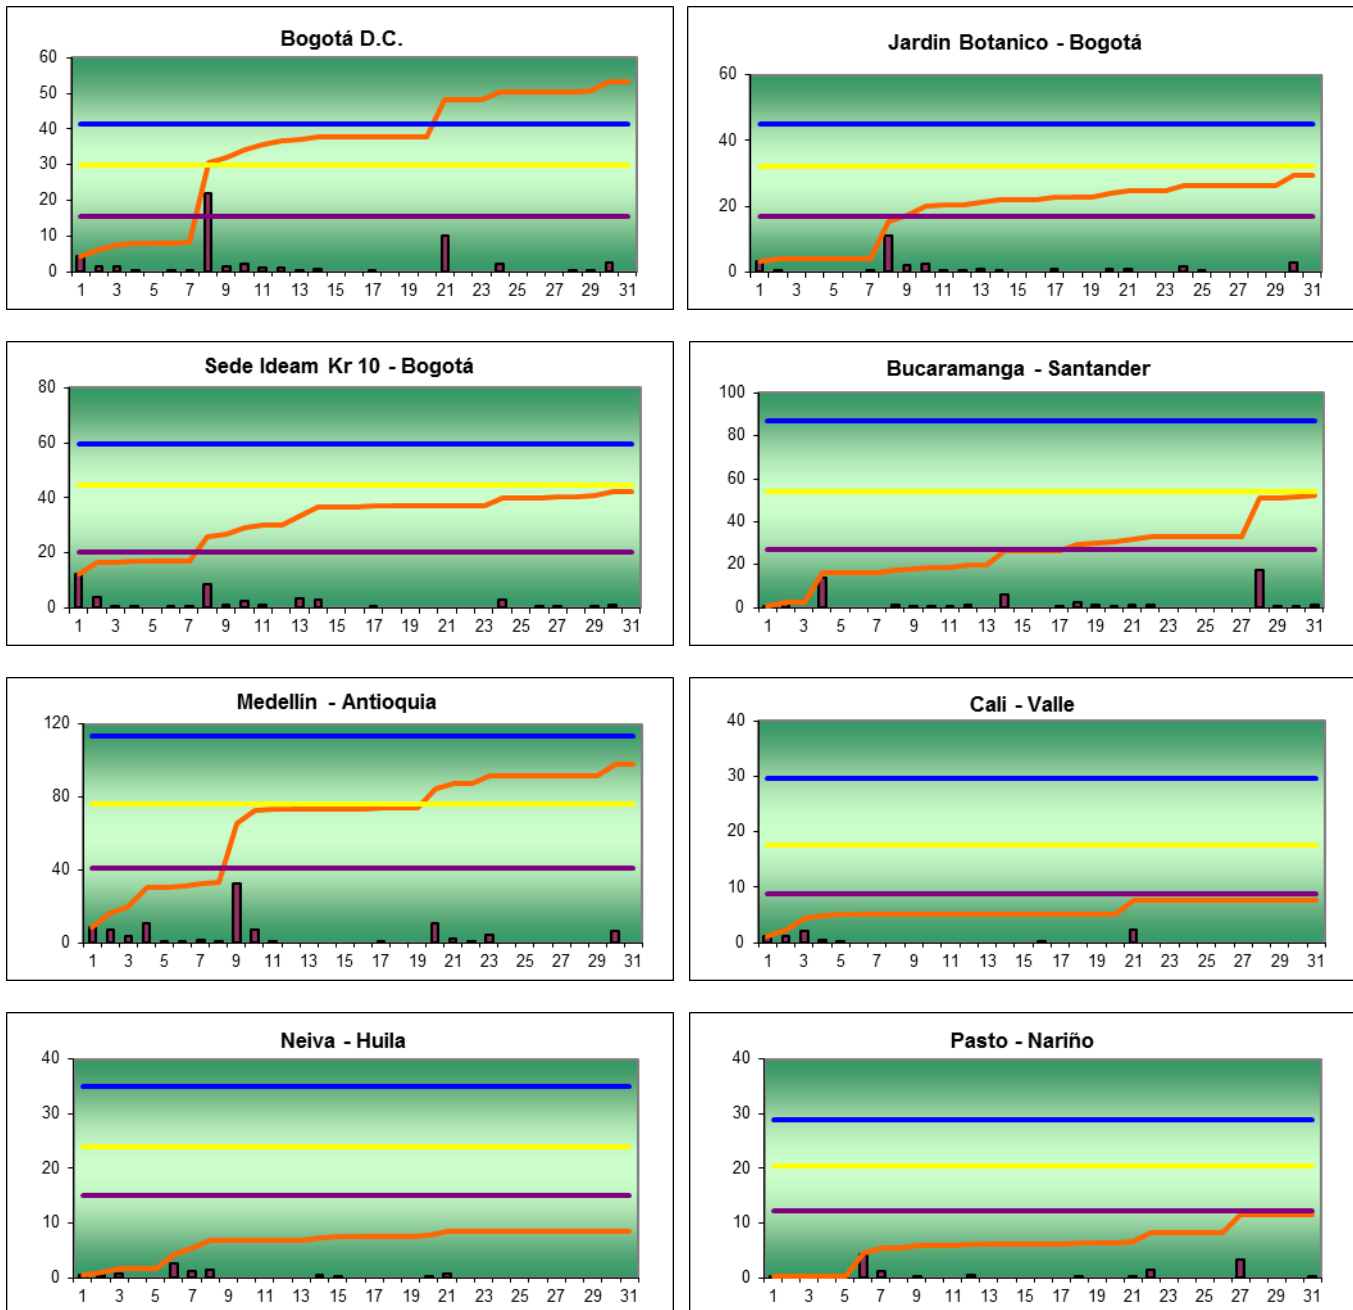 Bogotá D.C.
60
50
40
30
20
10
0
1 3 5 7 9 11 13 15 17 19 21 23 25 27 29 31
Jardin Botanico - Bogotá
60
40
20
0
1 3 5 7 9 11 13 15 17 19 21 23 25 27 29 31
Sede Ideam Kr 10 - Bogotá
80
60
40
20
0
1 3 5 7 9 11 13 15 17 19 21 23 25 27 29 31
Bucaramanga - Santander
100
80
60
40
20
0
1 3 5 7 9 11 13 15 17 19 21 23 25 27 29 31
Medellín - Antioquia
120
80
40
0
1 3 5 7 9 11 13 15 17 19 21 23 25 27 29 31
Cali - Valle
40
30
20
10
0
1 3 5 7 9 11 13 15 17 19 21 23 25 27 29 31
Neiva - Huila
40
30
20
10
0
1 3 5 7 9 11 13 15 17 19 21 23 25 27 29 31
Pasto - Nariño
40
30
20
10
0
1 3 5 7 9 11 13 15 17 19 21 23 25 27 29 31